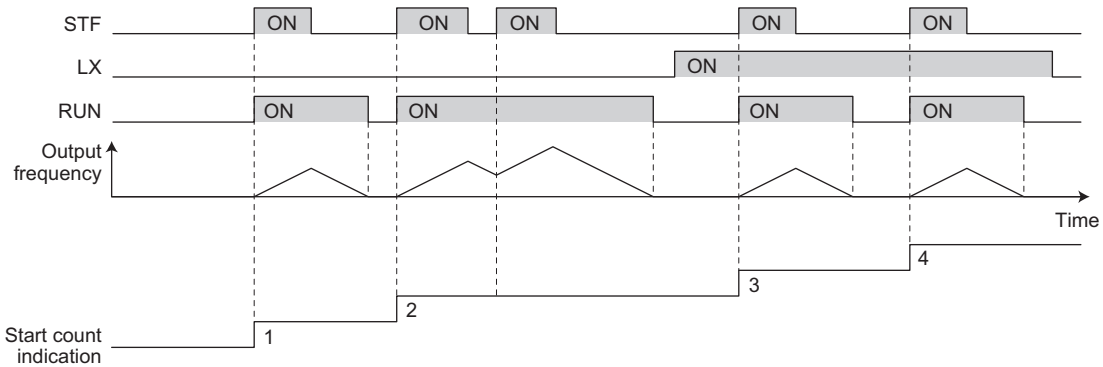 STF ON ON ON ON ON
LX ON
RUN ON ON ON ON
Output
frequency
Time
4
3
2
1
Start count
indication